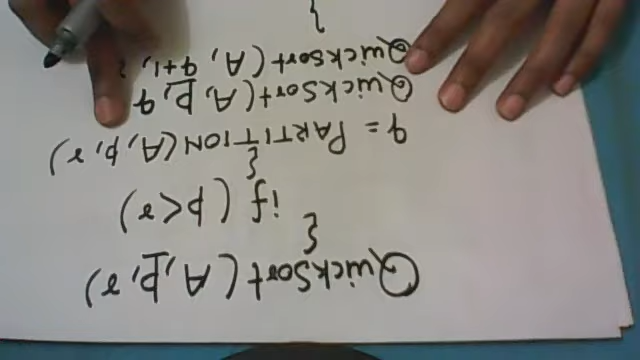 QuickSort(A, p, r)
{
if (p<r)
{
q = PARTITION(A, p, r)
QuickSort(A, p, q
QuickSort(A, q+1,
}